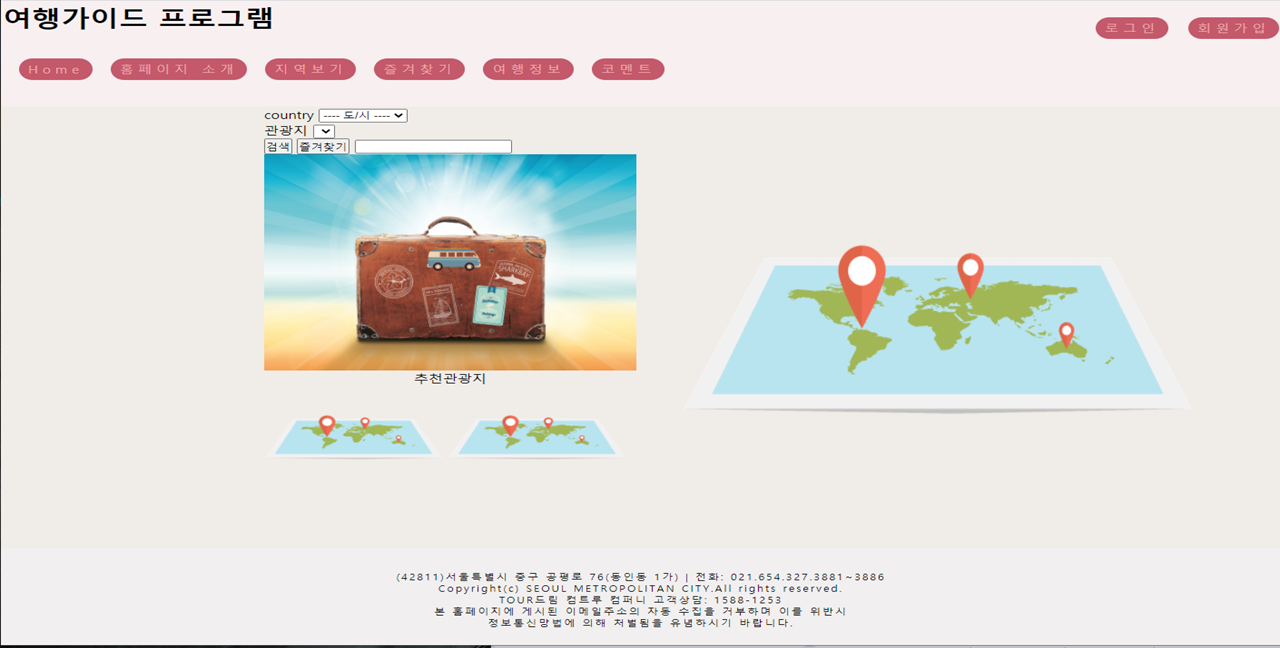 여행가이드 프로그램
로그인 회원가입
Home 홈페이지 소개 지역보기 즐겨찾기 여행정보 코멘트
country ---- 도/시 ----
관광지
검색 즐겨찾기
추천관광지
(42811)서울특별시 중구 공평로 76(동인동 1가) | 전화: 021.654.327.3881~3886
Copyright(c) SEOUL METROPOLITAN CITY.All rights reserved.
TOUR드림 컴트루 컴퍼니 고객상담: 1588-1253
본 홈페이지에 게시된 이메일주소의 자동 수집을 거부하며 이를 위반시
정보통신망법에 의해 처벌됨을 유념하시기 바랍니다.